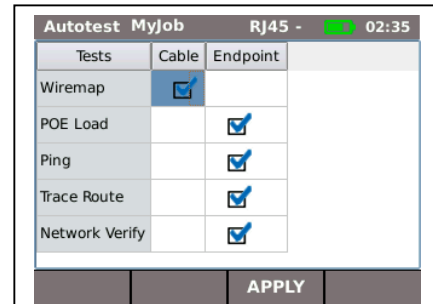 Autotest MyJob RJ45 - 02:35
Tests Cable Endpoint
Wiremap
POE Load
Ping
Trace Route
Network Verify
APPLY